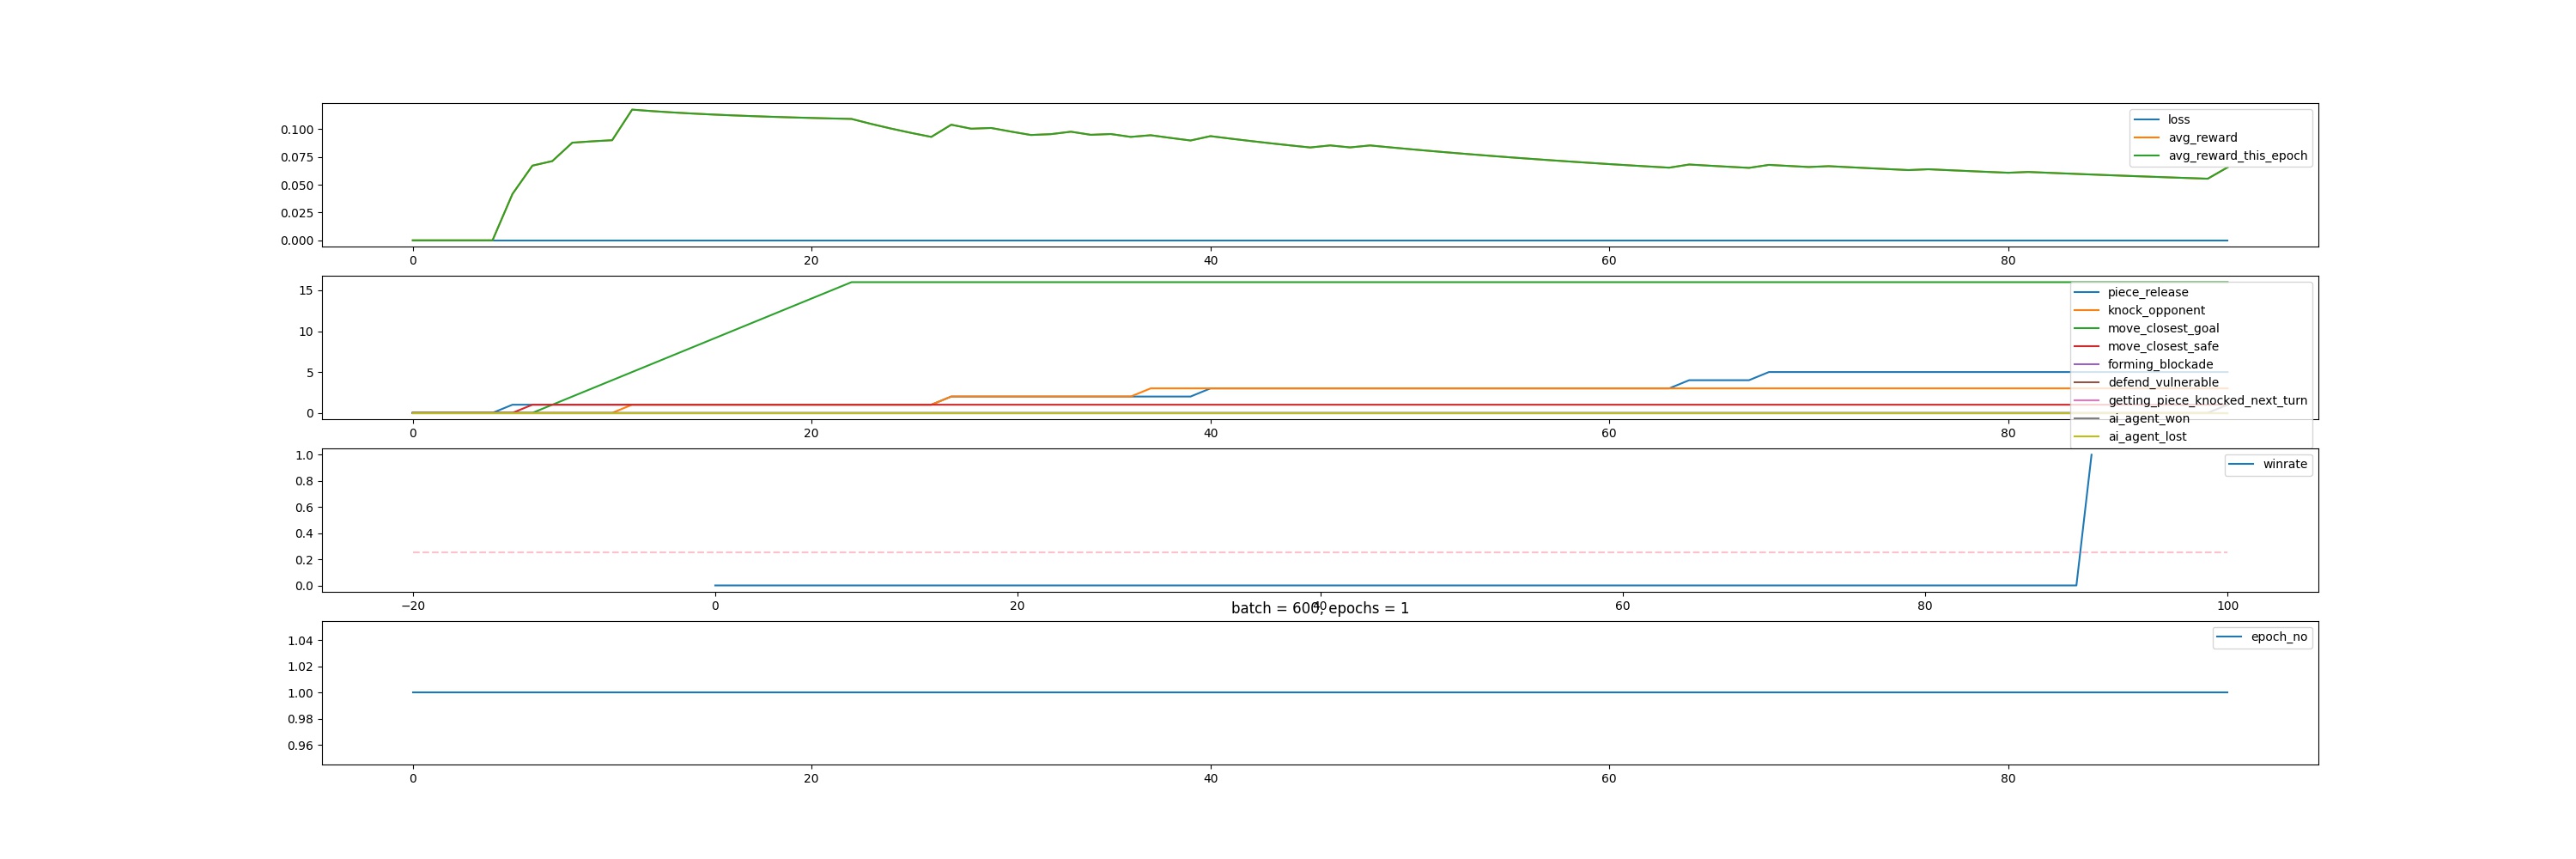 0.100
0.075
0.050
0.025
0.000
loss
avg_reward
avg_reward_this_epoch
0 20 40 60 80
15
10
5
0
piece_release
knock_opponent
move_closest_goal
move_closest_safe
forming_blockade
defend_vulnerable
getting_piece_knocked_next_turn
ai_agent_won
ai_agent_lost
0 20 40 60 80
1.0
0.8
0.6
0.4
0.2
0.0
winrate
−20 0 20 40 60 80 100
batch = 600, epochs = 1
1.04
1.02
1.00
0.98
0.96
epoch_no
0 20 40 60 80